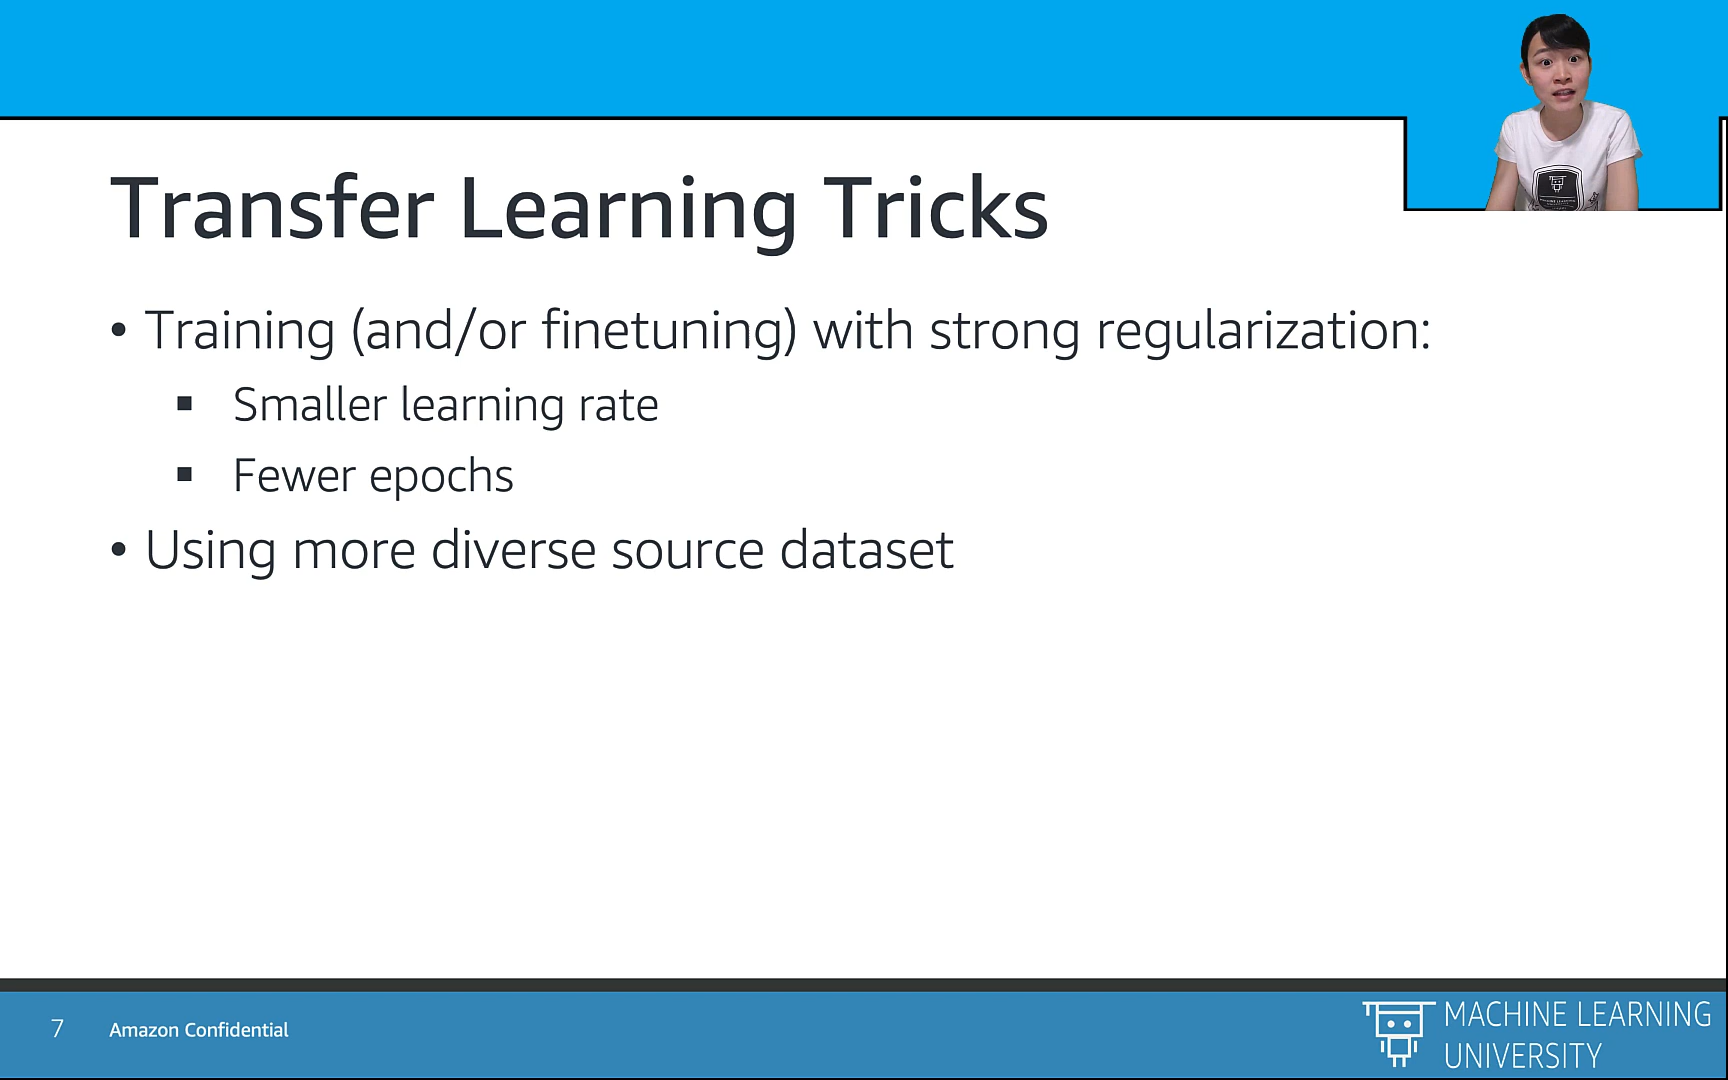 Transfer Learning Tricks
• Training (and/or finetuning) with strong regularization:
▪ Smaller learning rate
▪ Fewer epochs
• Using more diverse source dataset
7 Amazon Confidential
MACHINE LEARNING
UNIVERSITY